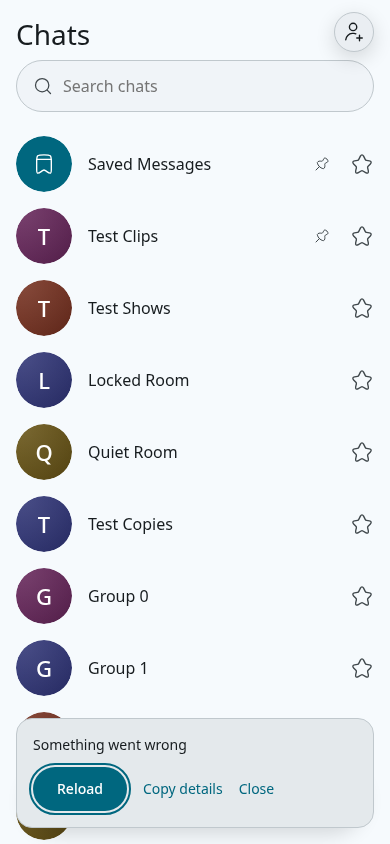 Chats
Search chats
Saved Messages
T
Test Clips
T
Test Shows
L
Locked Room
Q
Quiet Room
T
Test Copies
G
Group 0
G
Group 1
Something went wrong
Reload
Copy details
Close